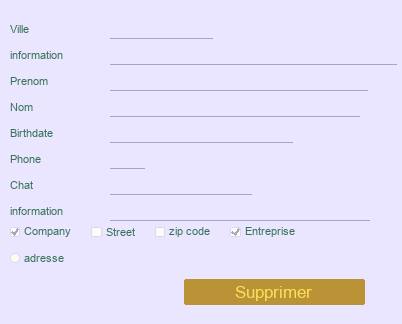 Ville
information
Prenom
Nom
Birthdate
Phone
Chat
information
Company Street zip code Entreprise
adresse
Supprimer